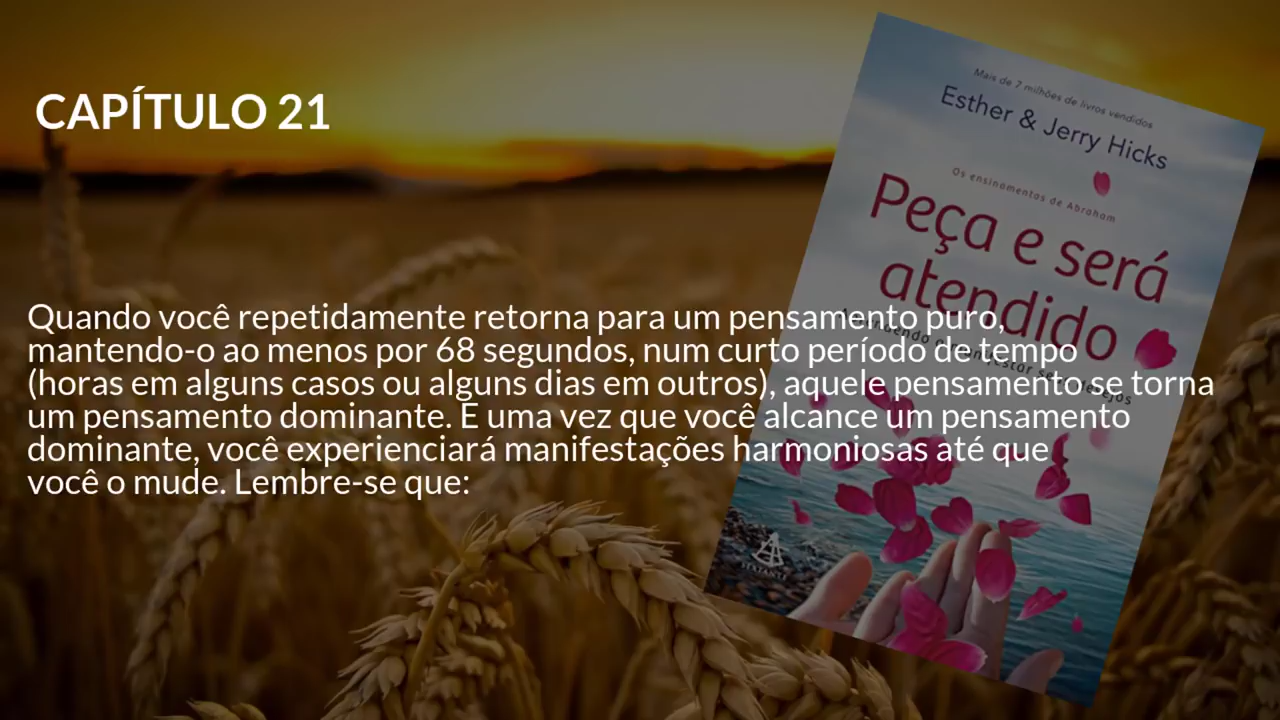 CAPÍTULO 21
Mais de 7 milhões de livros vendidos
Esther & Jerry Hicks
Os ensinamentos de Abraham
Peça e será
atendido
Quando você repetidamente retorna para um pensamento puro,
mantendo-o ao menos por 68 segundos, num curto período de tempo
(horas em alguns casos ou alguns dias em outros), aquele pensamento se torna
um pensamento dominante. E uma vez que você alcance um pensamento
dominante, você experienciará manifestações harmoniosas até que
você o mude. Lembre-se que:
SEXTANTE